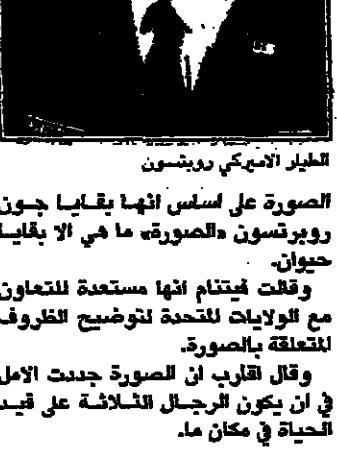 الطيار الاميركي روبتسون
الصورة على اساس انها بقايا جون
روبرتسون «الصورة» ما هي الا بقايا
حيوان.
وقالت فيتنام انها مستعدة للتعاون
مع الولايات المتحدة لتوضيح الظروف
المتعلقة بالصورة.
وقال اقارب ان الصورة جددت الامل
في ان يكون الرجال الثلاثة على قيد
الحياة في مكان ما.